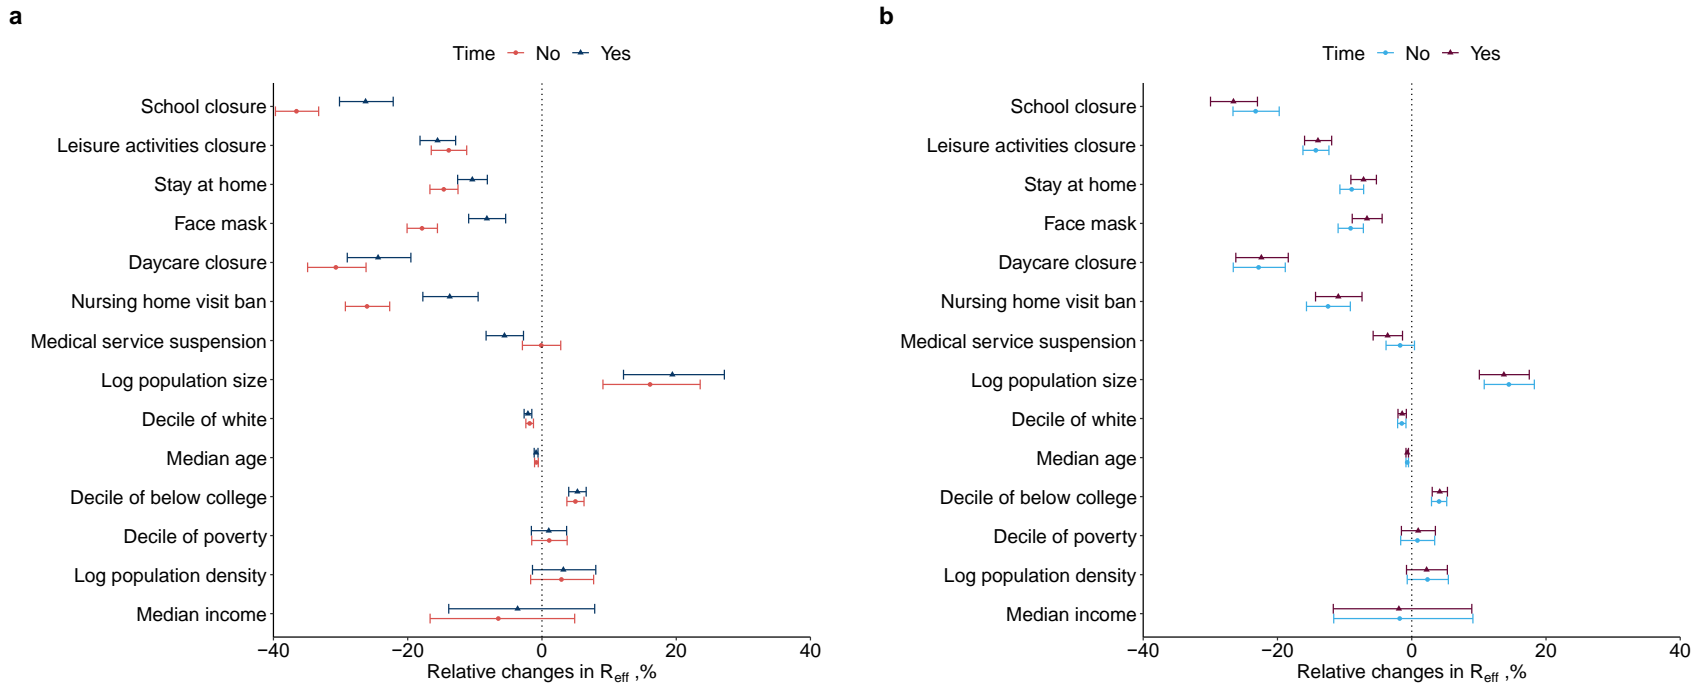 a
Time No Yes
School closure
Leisure activities closure
Stay at home
Face mask
Daycare closure
Nursing home visit ban
Medical service suspension
Log population size
Decile of white
Median age
Decile of below college
Decile of poverty
Log population density
Median income
−40 −20 0 20 40
Relative changes in Reff ,%
b
Time No Yes
School closure
Leisure activities closure
Stay at home
Face mask
Daycare closure
Nursing home visit ban
Medical service suspension
Log population size
Decile of white
Median age
Decile of below college
Decile of poverty
Log population density
Median income
−40 −20 0 20 40
Relative changes in Reff ,%